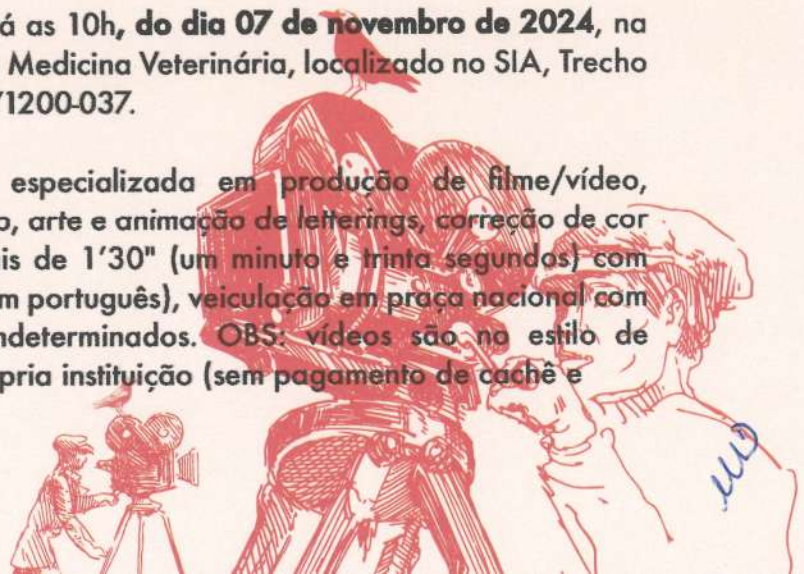 á as 10h, do dia 07 de novembro de 2024, na
Medicina Veterinária, localizado no SIA, Trecho
1200-037.
especializada em produção de filme/vídeo,
o, arte e animação de letterings, correção de cor
is de 1'30" (um minuto e trinta segundos) com
m português), veiculação em praça nacional com
ndeterminados. OBS: vídeos são no estilo de
pria instituição (sem pagamento de cachê e